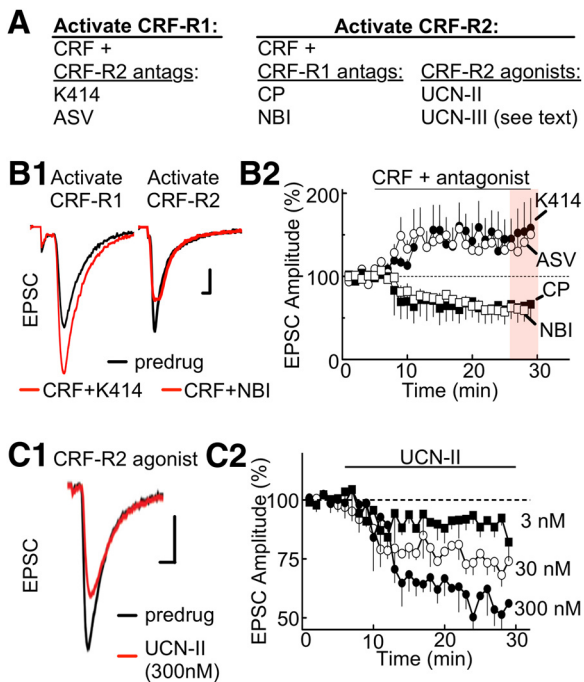 A
Activate CRF-R1: Activate CRF-R2:
CRF + CRF +
CRF-R2 antags: CRF-R1 antags: CRF-R2 agonists:
K414 CP UCN-II
ASV NBI UCN-III (see text)
B1 Activate CRF-R1 Activate CRF-R2
EPSC
predrug
CRF+K414 CRF+NBI
B2
CRF + antagonist
EPSC Amplitude (%)
200
100
0
K414
ASV
CP
NBI
0 10 20 30 40
Time (min)
C1 CRF-R2 agonist
EPSC
predrug
UCN-II
(300nM)
C2
UCN-II
EPSC Amplitude (%)
100
75
50
3 nM
30 nM
300 nM
0 10 20 30
Time (min)